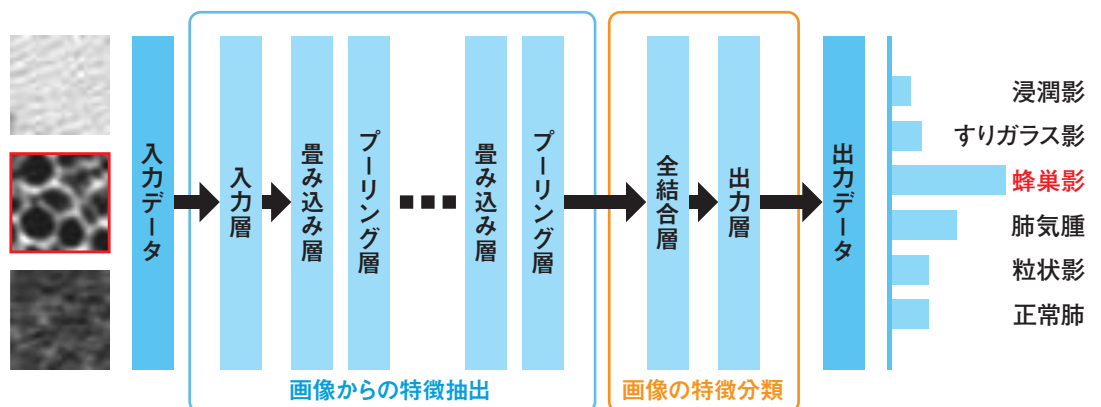 入力データ
入力層
畳み込み層
プーリング層
畳み込み層
プーリング層
全結合層
出力層
出力データ
浸潤影
すりガラス影
蜂巣影
肺気腫
粒状影
正常肺
画像からの特徴抽出
画像の特徴分類